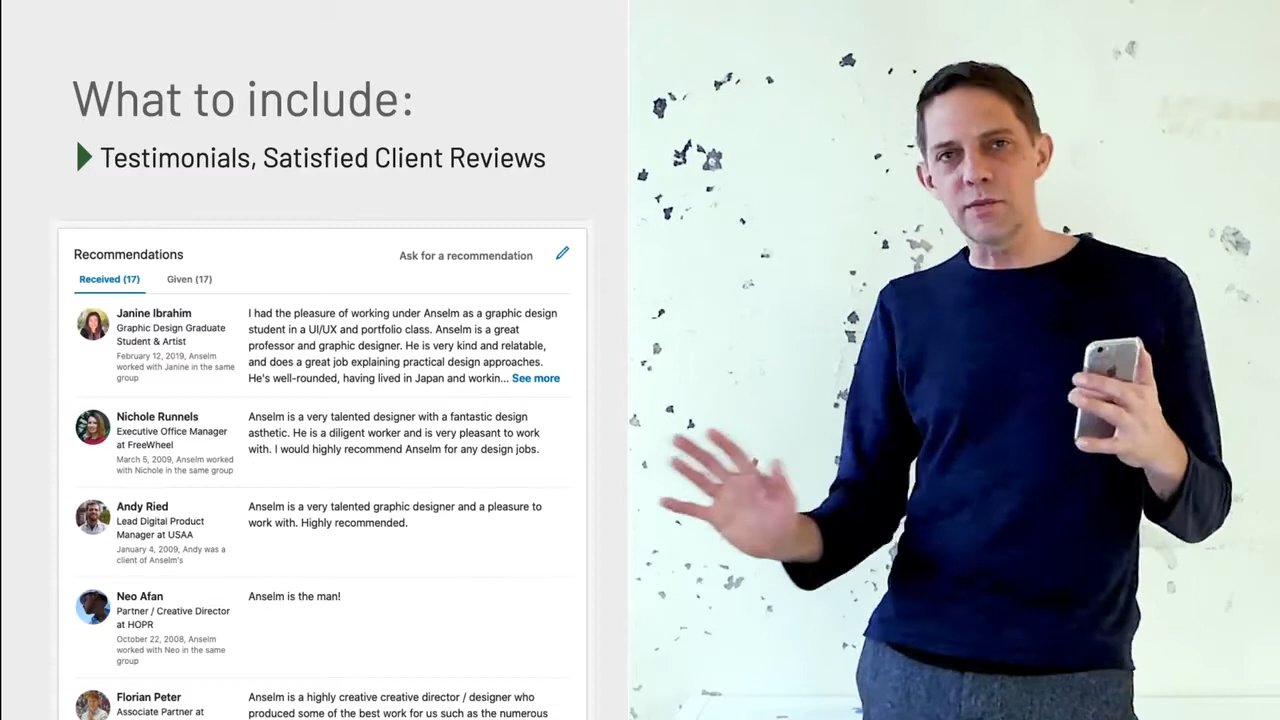 What to include:
Testimonials, Satisfied Client Reviews
Recommendations
Ask for a recommendation
Received (17)
Given (17)
Janine Ibrahim
Graphic Design Graduate
Student & Artist
February 12, 2019, Anselm
worked with Janine in the same
group
I had the pleasure of working under Anselm as a graphic design
student in a UI/UX and portfolio class. Anselm is a great
professor and graphic designer. He is very kind and relatable,
and does a great job explaining practical design approaches.
He's well-rounded, having lived in Japan and workin... See more
Nichole Runnels
Executive Office Manager
at FreeWheel
March 5, 2009, Anselm worked
with Nichole in the same group
Anselm is a very talented designer with a fantastic design
asthetic. He is a diligent worker and is very pleasant to work
with. I would highly recommend Anselm for any design jobs.
Andy Ried
Lead Digital Product
Manager at USAA
January 4, 2009, Andy was a
client of Anselm's
Anselm is a very talented graphic designer and a pleasure to
work with. Highly recommended.
Neo Afan
Partner / Creative Director
at HOPR
October 22, 2008, Anselm
worked with Neo in the same
group
Anselm is the man!
Florian Peter
Associate Partner at
Anselm is a highly creative creative director / designer who
produced some of the best work for us such as the numerous